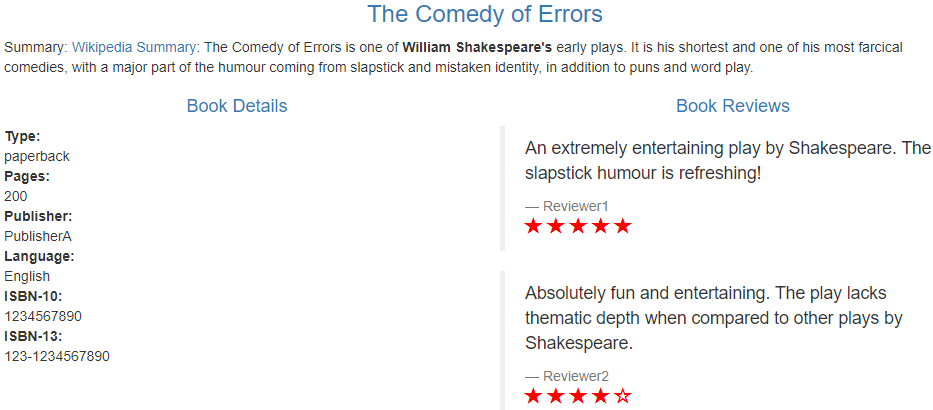 The Comedy of Errors
Summary: Wikipedia Summary: The Comedy of Errors is one of William Shakespeare's early plays. It is his shortest and one of his most farcical
comedies, with a major part of the humour coming from slapstick and mistaken identity, in addition to puns and word play.
Book Details
Type:
paperback
Pages:
200
Publisher:
PublisherA
Language:
English
ISBN-10:
1234567890
ISBN-13:
123-1234567890
Book Reviews
An extremely entertaining play by Shakespeare. The
slapstick humour is refreshing!
— Reviewer1
★★★★★
Absolutely fun and entertaining. The play lacks
thematic depth when compared to other plays by
Shakespeare.
— Reviewer2
★★★★☆